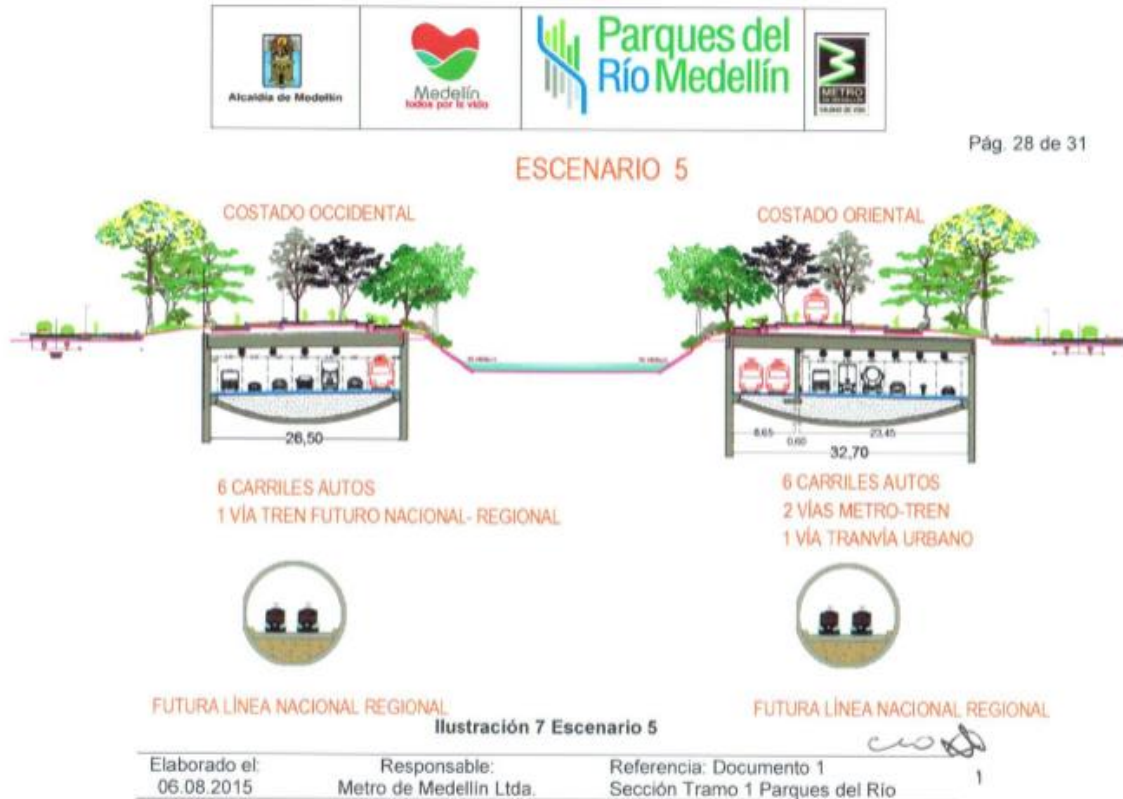 Alcaldía de Medellín
Medellín
todos por la vida
Parques del
Río Medellín
METRO
Pág. 28 de 31
ESCENARIO 5
COSTADO OCCIDENTAL
COSTADO ORIENTAL
26,50
8,65
0,60
23,45
32,70
6 CARRILES AUTOS
1 VÍA TREN FUTURO NACIONAL- REGIONAL
6 CARRILES AUTOS
2 VÍAS METRO-TREN
1 VÍA TRANVÍA URBANO
FUTURA LÍNEA NACIONAL REGIONAL
FUTURA LÍNEA NACIONAL REGIONAL
Ilustración 7 Escenario 5
Elaborado el:
06.08.2015
Responsable:
Metro de Medellín Ltda.
Referencia: Documento 1
Sección Tramo 1 Parques del Río
1